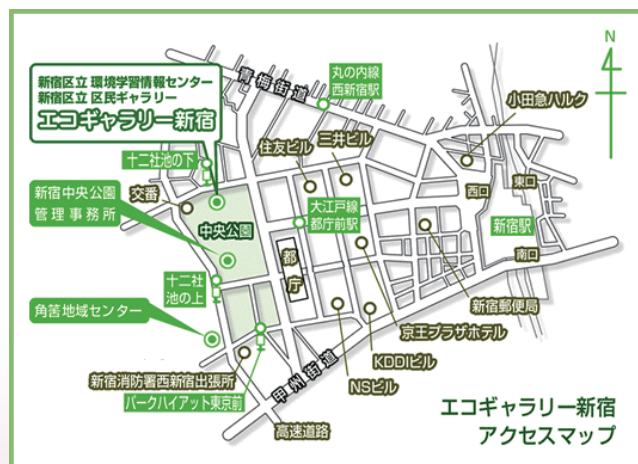 新宿区立 環境学習情報センター
新宿区立 区民ギャラリー
エコギャラリー新宿
青梅街道
丸の内線
西新宿駅
N
小田急ハルク
十二社池の下
住友ビル
三井ビル
新宿中央公園
管理事務所
交番
中央公園
大江戸線
都庁前駅
西口
東口
新宿駅
南口
都庁
十二社
池の上
角筈地域センター
新宿郵便局
京王プラザホテル
KDDIビル
NSビル
新宿消防署西新宿出張所
パークハイアット東京前
甲州街道
高速道路
エコギャラリー新宿
アクセスマップ